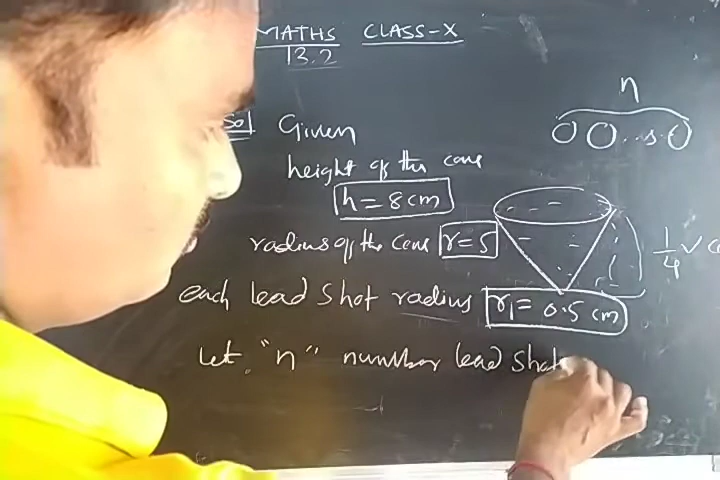 MATHS CLASS-X
13.2
n
Sol Given
height of the cone
h = 8 cm
radius of the cone r = 5
1/4 V
each lead shot radius r₁ = 0.5 cm
Let "n" number lead shot